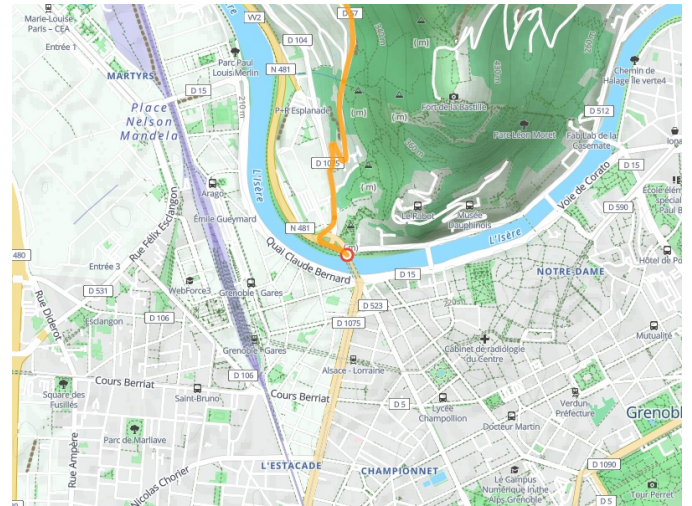 Marie-Louise
Paris – CEA
Entrée 1
VV2
D 57
D 104
N 481
Parc Paul
Louis Merlin
MARTYRS
D 15
210 m
Place
Nelson
Mandela
P+R Esplanade
D 1075
Fort de la Bastille
Parc Léon Moret
Chemin de
Halage Île verte4
D 512
FabLab de la
Casemate
D 15
D 590
Voie de Corato
L'Isère
Arago
Émile Gueymard
N 481
Le Rabot
Musée
Dauphinois
L'Isère
Quai Claude Bernard
D 15
NOTRE-DAME
Rue Félix Esclangon
480
Entrée 3
D 531
Esclangon
D 106
WebForce3
Grenoble - Gares
Rue Diderot
D 523
D 1075
Hôtel de Po
Mutualité
Grenoble - Gares
Cabinet de radiologie
du Centre
Alsace - Lorraine
Cours Berriat
D 106
Saint-Bruno
Cours Berriat
Square des
Fusillés
Parc de Marliave
Rue Ampère
Nicolas Chorier
D 5
Lycée
Champollion
Docteur Martin
Verdun
Préfecture
Grenobl
D 1090
L'ESTACADE
CHAMPIONNET
Le Campus
Numérique In the
Alps Grenoble
D 5
Tour Perret